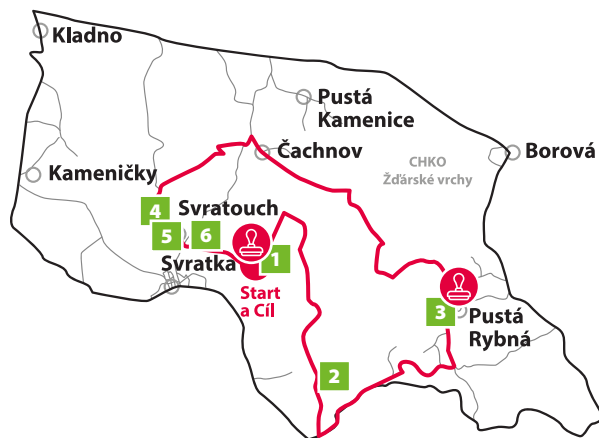 Kladno
Pustá
Kamenice
Čachnov
CHKO
Žďárské vrchy
Borová
Kameničky
4
Svratouch
5
6
1
Svratka
Start
a Cíl
3
Pustá
Rybná
2